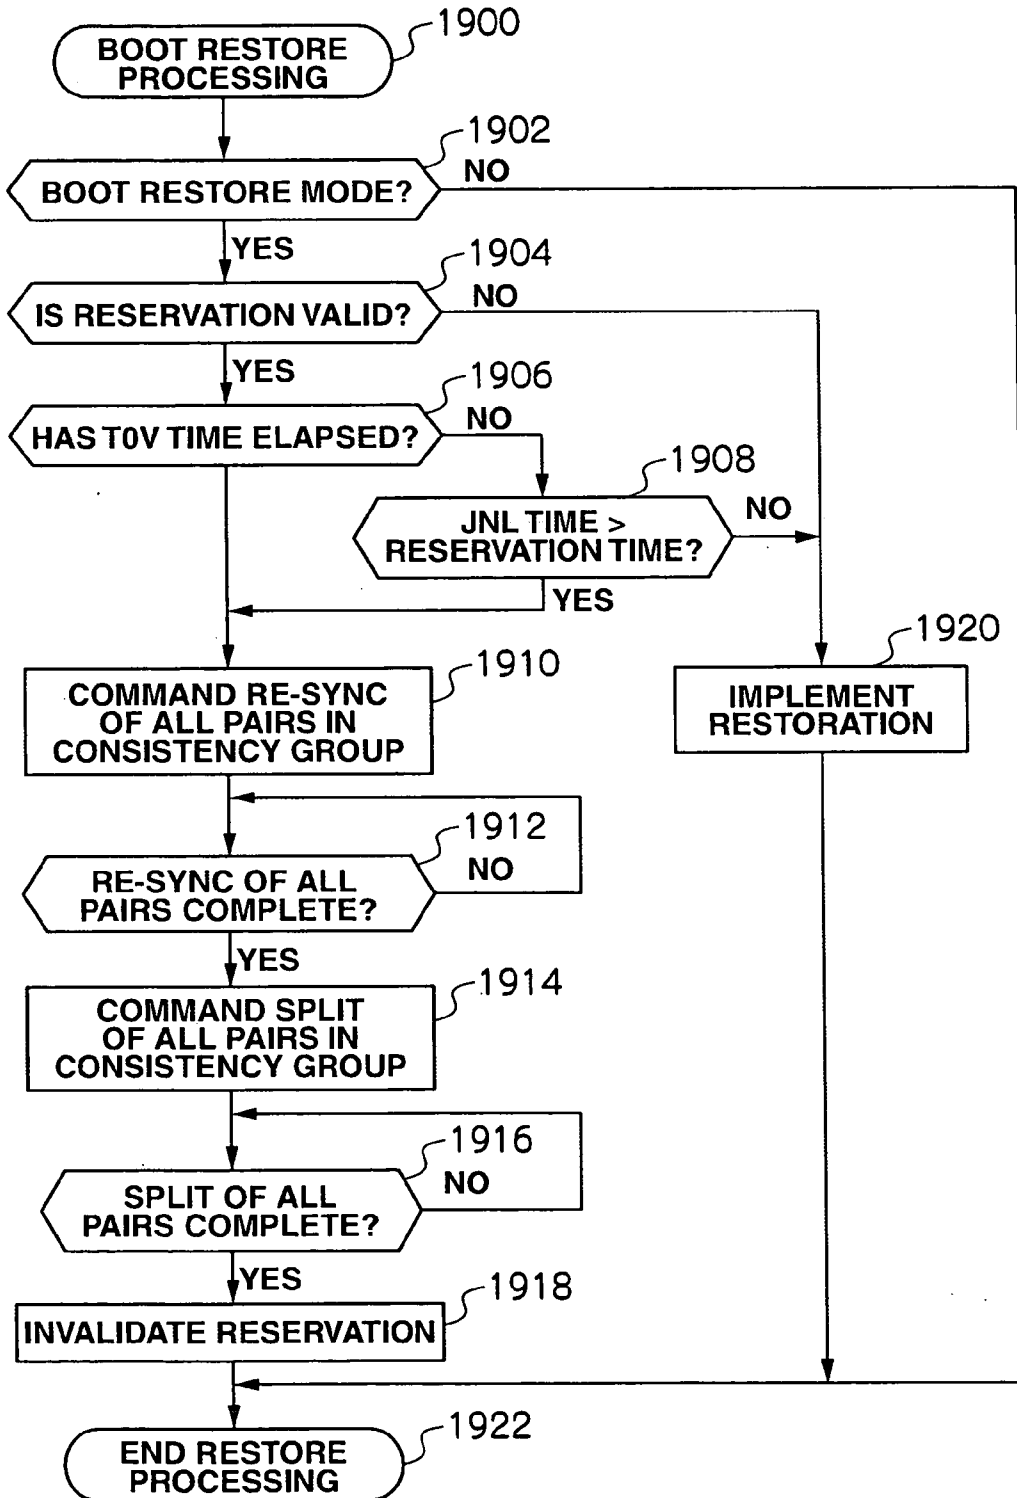 1900
BOOT RESTORE
PROCESSING
1902
BOOT RESTORE MODE?
NO
YES
1904
IS RESERVATION VALID?
NO
YES
1906
HAS T0V TIME ELAPSED?
NO
1908
JNL TIME >
RESERVATION TIME?
NO
YES
1910
COMMAND RE-SYNC
OF ALL PAIRS IN
CONSISTENCY GROUP
1920
IMPLEMENT
RESTORATION
1912
RE-SYNC OF ALL
PAIRS COMPLETE?
NO
YES
1914
COMMAND SPLIT
OF ALL PAIRS IN
CONSISTENCY GROUP
1916
SPLIT OF ALL
PAIRS COMPLETE?
NO
YES
1918
INVALIDATE RESERVATION
1922
END RESTORE
PROCESSING